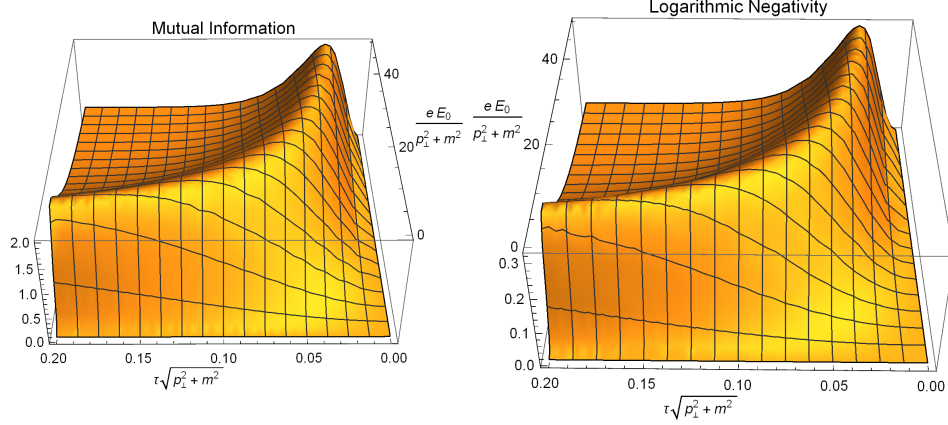 Mutual Information
40
20
0
e E₀ / p⊥² + m²
2.0
1.5
1.0
0.5
0.0
0.20 0.15 0.10 0.05 0.00
τ√p⊥² + m²
Logarithmic Negativity
40
20
0
e E₀ / p⊥² + m²
0.3
0.2
0.1
0.0
0.20 0.15 0.10 0.05 0.00
τ√p⊥² + m²